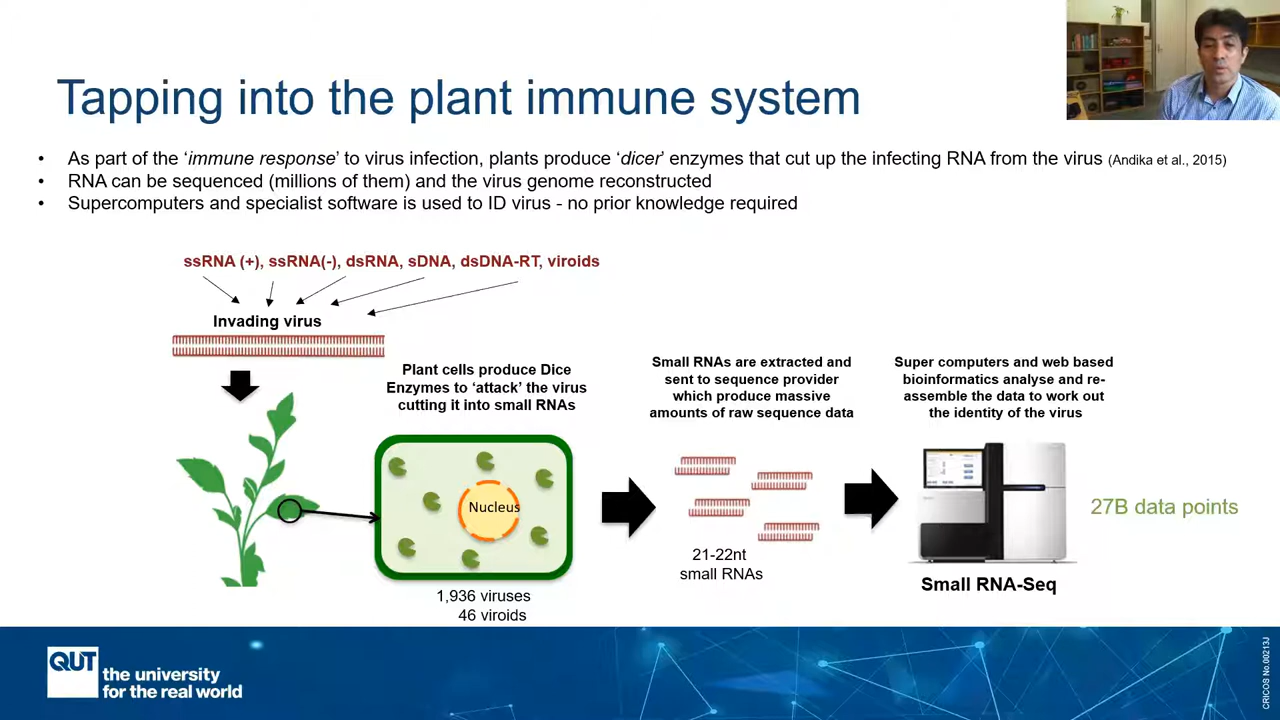 Tapping into the plant immune system
• As part of the ‘immune response’ to virus infection, plants produce ‘dicer’ enzymes that cut up the infecting RNA from the virus (Andika et al., 2015)
• RNA can be sequenced (millions of them) and the virus genome reconstructed
• Supercomputers and specialist software is used to ID virus - no prior knowledge required
ssRNA (+), ssRNA(-), dsRNA, sDNA, dsDNA-RT, viroids
Invading virus
Plant cells produce Dice
Enzymes to ‘attack’ the virus
cutting it into small RNAs
Nucleus
1,936 viruses
46 viroids
Small RNAs are extracted and
sent to sequence provider
which produce massive
amounts of raw sequence data
21-22nt
small RNAs
Super computers and web based
bioinformatics analyse and re-
assemble the data to work out
the identity of the virus
Small RNA-Seq
27B data points
QUT
the university
for the real world
CRICOS No.00213J